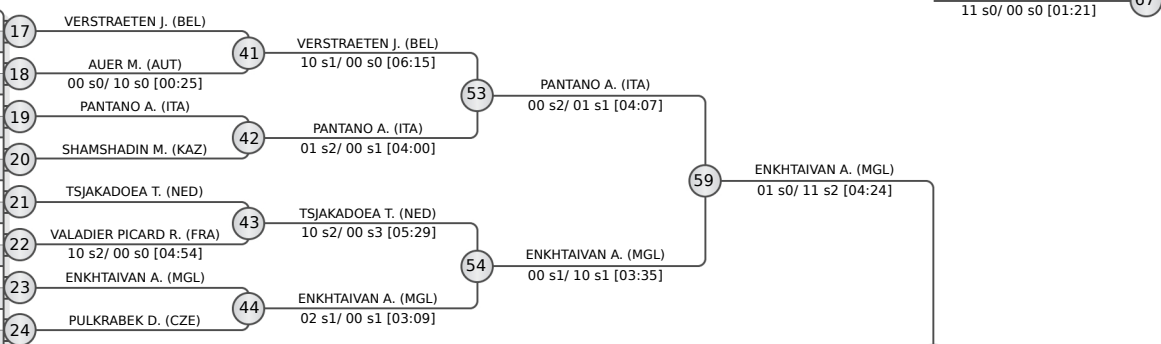 67
11 s0/ 00 s0 [01:21]
17
VERSTRAETEN J. (BEL)
41
VERSTRAETEN J. (BEL)
10 s1/ 00 s0 [06:15]
18
AUER M. (AUT)
00 s0/ 10 s0 [00:25]
53
PANTANO A. (ITA)
00 s2/ 01 s1 [04:07]
19
PANTANO A. (ITA)
42
PANTANO A. (ITA)
01 s2/ 00 s1 [04:00]
20
SHAMSHADIN M. (KAZ)
59
ENKHTAIVAN A. (MGL)
01 s0/ 11 s2 [04:24]
21
TSJAKADOEA T. (NED)
43
TSJAKADOEA T. (NED)
10 s2/ 00 s3 [05:29]
22
VALADIER PICARD R. (FRA)
10 s2/ 00 s0 [04:54]
54
ENKHTAIVAN A. (MGL)
00 s1/ 10 s1 [03:35]
23
ENKHTAIVAN A. (MGL)
44
ENKHTAIVAN A. (MGL)
02 s1/ 00 s1 [03:09]
24
PULKRABEK D. (CZE)